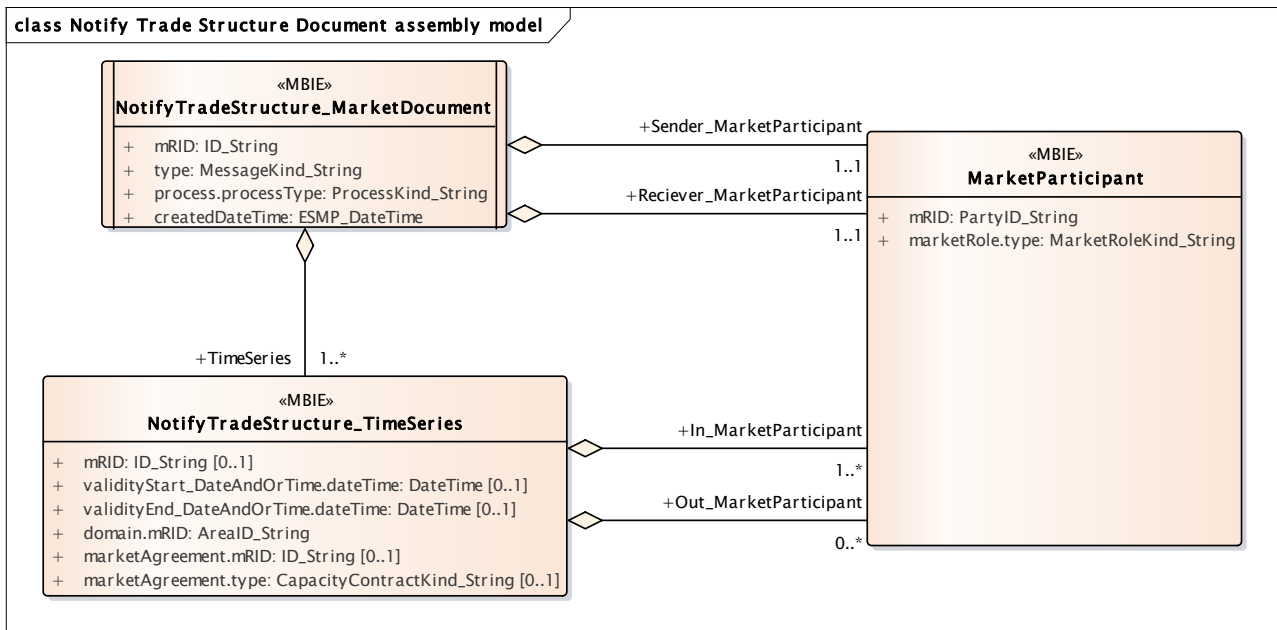 class Notify Trade Structure Document assembly model
«MBIE»
NotifyTradeStructure_MarketDocument
+ mRID: ID_String
+ type: MessageKind_String
+ process.processType: ProcessKind_String
+ createdDateTime: ESMP_DateTime
+Sender_MarketParticipant
1..1
+Reciever_MarketParticipant
1..1
«MBIE»
MarketParticipant
+ mRID: PartyID_String
+ marketRole.type: MarketRoleKind_String
+TimeSeries 1..*
«MBIE»
NotifyTradeStructure_TimeSeries
+ mRID: ID_String [0..1]
+ validityStart_DateAndOrTime.dateTime: DateTime [0..1]
+ validityEnd_DateAndOrTime.dateTime: DateTime [0..1]
+ domain.mRID: AreaID_String
+ marketAgreement.mRID: ID_String [0..1]
+ marketAgreement.type: CapacityContractKind_String [0..1]
+In_MarketParticipant
1..*
+Out_MarketParticipant
0..*